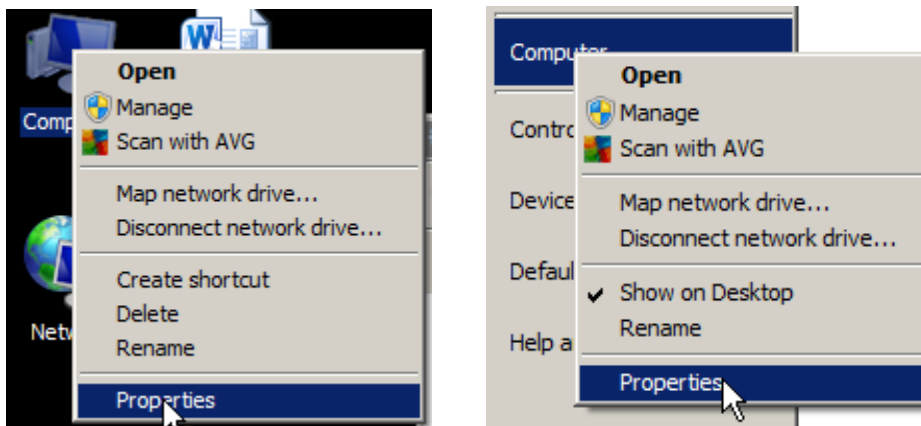 Open
Manage
Scan with AVG
Map network drive...
Disconnect network drive...
Create shortcut
Delete
Rename
Properties
Computer
Open
Manage
Scan with AVG
Map network drive...
Disconnect network drive...
Show on Desktop
Rename
Properties